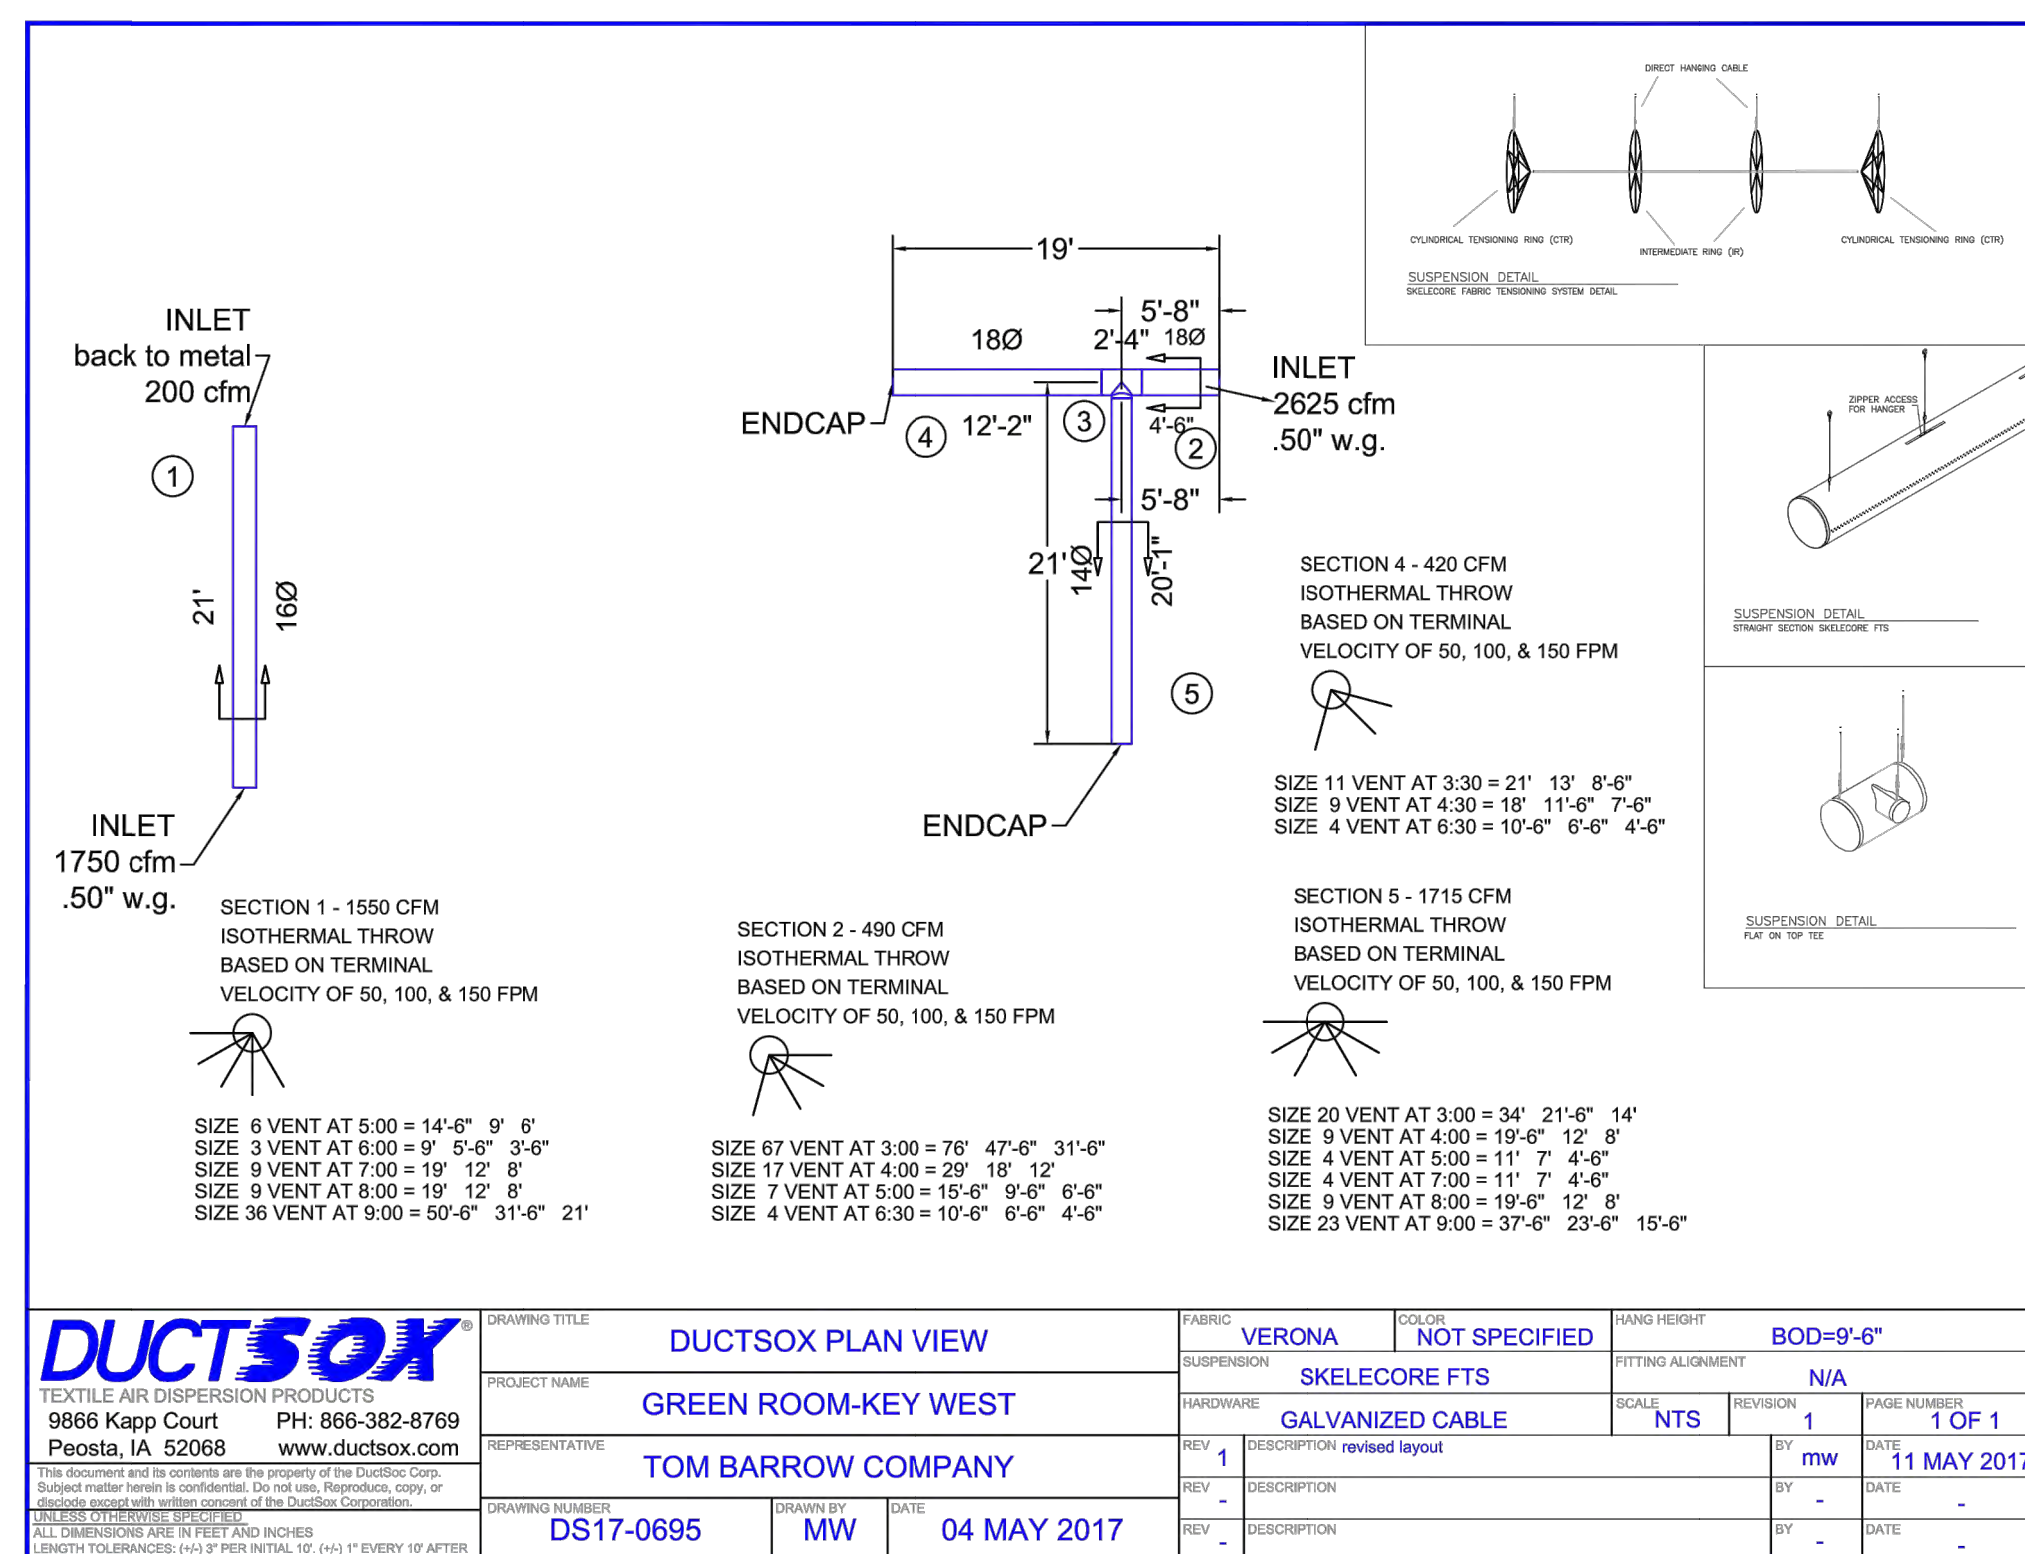 DIRECT HANGING CABLE
CYLINDRICAL TENSIONING RING (CTR)
INTERMEDIATE RING (IR)
CYLINDRICAL TENSIONING RING (CTR)
SUSPENSION DETAIL
SKELECORE FABRIC TENSIONING SYSTEM DETAIL
19'
5'-8"
18Ø
2'-4"
18Ø
INLET
back to metal
200 cfm
1
21'
16Ø
INLET
1750 cfm
.50" w.g.
INLET
2625 cfm
.50" w.g.
ENDCAP
4
12'-2"
3
4'-6"
2
5'-8"
21'
14Ø
20'-1"
5
ENDCAP
ZIPPER ACCESS
FOR HANGER
SUSPENSION DETAIL
STRAIGHT SECTION SKELECORE FTS
SUSPENSION DETAIL
FLAT ON TOP TEE
SECTION 4 - 420 CFM
ISOTHERMAL THROW
BASED ON TERMINAL
VELOCITY OF 50, 100, & 150 FPM
SIZE 11 VENT AT 3:30 = 21' 13' 8'-6"
SIZE 9 VENT AT 4:30 = 18' 11'-6" 7'-6"
SIZE 4 VENT AT 6:30 = 10'-6" 6'-6" 4'-6"
SECTION 1 - 1550 CFM
ISOTHERMAL THROW
BASED ON TERMINAL
VELOCITY OF 50, 100, & 150 FPM
SIZE 6 VENT AT 5:00 = 14'-6" 9' 6'
SIZE 3 VENT AT 6:00 = 9' 5'-6" 3'-6"
SIZE 9 VENT AT 7:00 = 19' 12' 8'
SIZE 9 VENT AT 8:00 = 19' 12' 8'
SIZE 36 VENT AT 9:00 = 50'-6" 31'-6" 21'
SECTION 2 - 490 CFM
ISOTHERMAL THROW
BASED ON TERMINAL
VELOCITY OF 50, 100, & 150 FPM
SIZE 67 VENT AT 3:00 = 76' 47'-6" 31'-6"
SIZE 17 VENT AT 4:00 = 29' 18' 12'
SIZE 7 VENT AT 5:00 = 15'-6" 9'-6" 6'-6"
SIZE 4 VENT AT 6:30 = 10'-6" 6'-6" 4'-6"
SECTION 5 - 1715 CFM
ISOTHERMAL THROW
BASED ON TERMINAL
VELOCITY OF 50, 100, & 150 FPM
SIZE 20 VENT AT 3:00 = 34' 21'-6" 14'
SIZE 9 VENT AT 4:00 = 19'-6" 12' 8'
SIZE 4 VENT AT 5:00 = 11' 7' 4'-6"
SIZE 4 VENT AT 7:00 = 11' 7' 4'-6"
SIZE 9 VENT AT 8:00 = 19'-6" 12' 8'
SIZE 23 VENT AT 9:00 = 37'-6" 23'-6" 15'-6"
DUCTSOX®
TEXTILE AIR DISPERSION PRODUCTS
9866 Kapp Court PH: 866-382-8769
Peosta, IA 52068 www.ductsox.com
This document and its contents are the property of the DuctSoc Corp.
Subject matter herein is confidential. Do not use, Reproduce, copy, or
disclode except with written concent of the DuctSox Corporation.
UNLESS OTHERWISE SPECIFIED
ALL DIMENSIONS ARE IN FEET AND INCHES
LENGTH TOLERANCES: (+/-) 3" PER INITIAL 10', (+/-) 1" EVERY 10' AFTER
DRAWING TITLE
DUCTSOX PLAN VIEW
PROJECT NAME
GREEN ROOM-KEY WEST
REPRESENTATIVE
TOM BARROW COMPANY
DRAWING NUMBER
DS17-0695
DRAWN BY
MW
DATE
04 MAY 2017
FABRIC
VERONA
COLOR
NOT SPECIFIED
HANG HEIGHT
BOD=9'-6"
SUSPENSION
SKELECORE FTS
FITTING ALIGNMENT
N/A
HARDWARE
GALVANIZED CABLE
SCALE
NTS
REVISION
1
PAGE NUMBER
1 OF 1
REV 1
DESCRIPTION revised layout
BY mw
DATE
11 MAY 2017
REV -
DESCRIPTION
BY -
DATE -
REV -
DESCRIPTION
BY -
DATE -